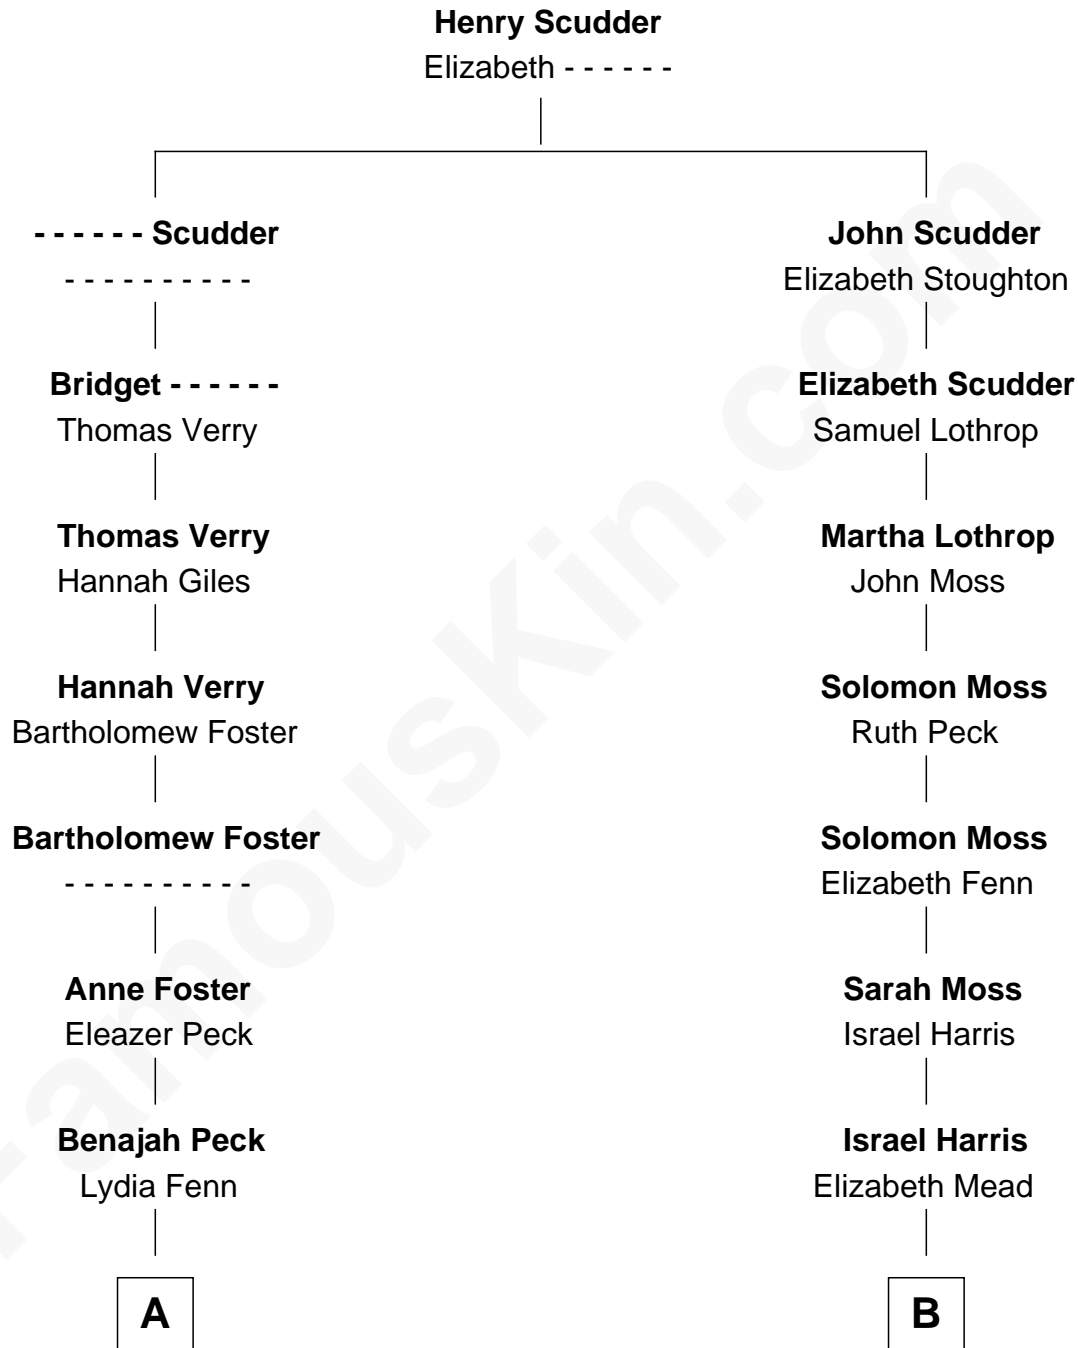 Henry Scudder
Elizabeth - - - - - -
- - - - - - Scudder
- - - - - - - - - -
John Scudder
Elizabeth Stoughton
Bridget - - - - - -
Thomas Verry
Elizabeth Scudder
Samuel Lothrop
Thomas Verry
Hannah Giles
Martha Lothrop
John Moss
Hannah Verry
Bartholomew Foster
Solomon Moss
Ruth Peck
Bartholomew Foster
- - - - - - - - - -
Solomon Moss
Elizabeth Fenn
Anne Foster
Eleazer Peck
Sarah Moss
Israel Harris
Benajah Peck
Lydia Fenn
Israel Harris
Elizabeth Mead
A
B
FamousKin.com